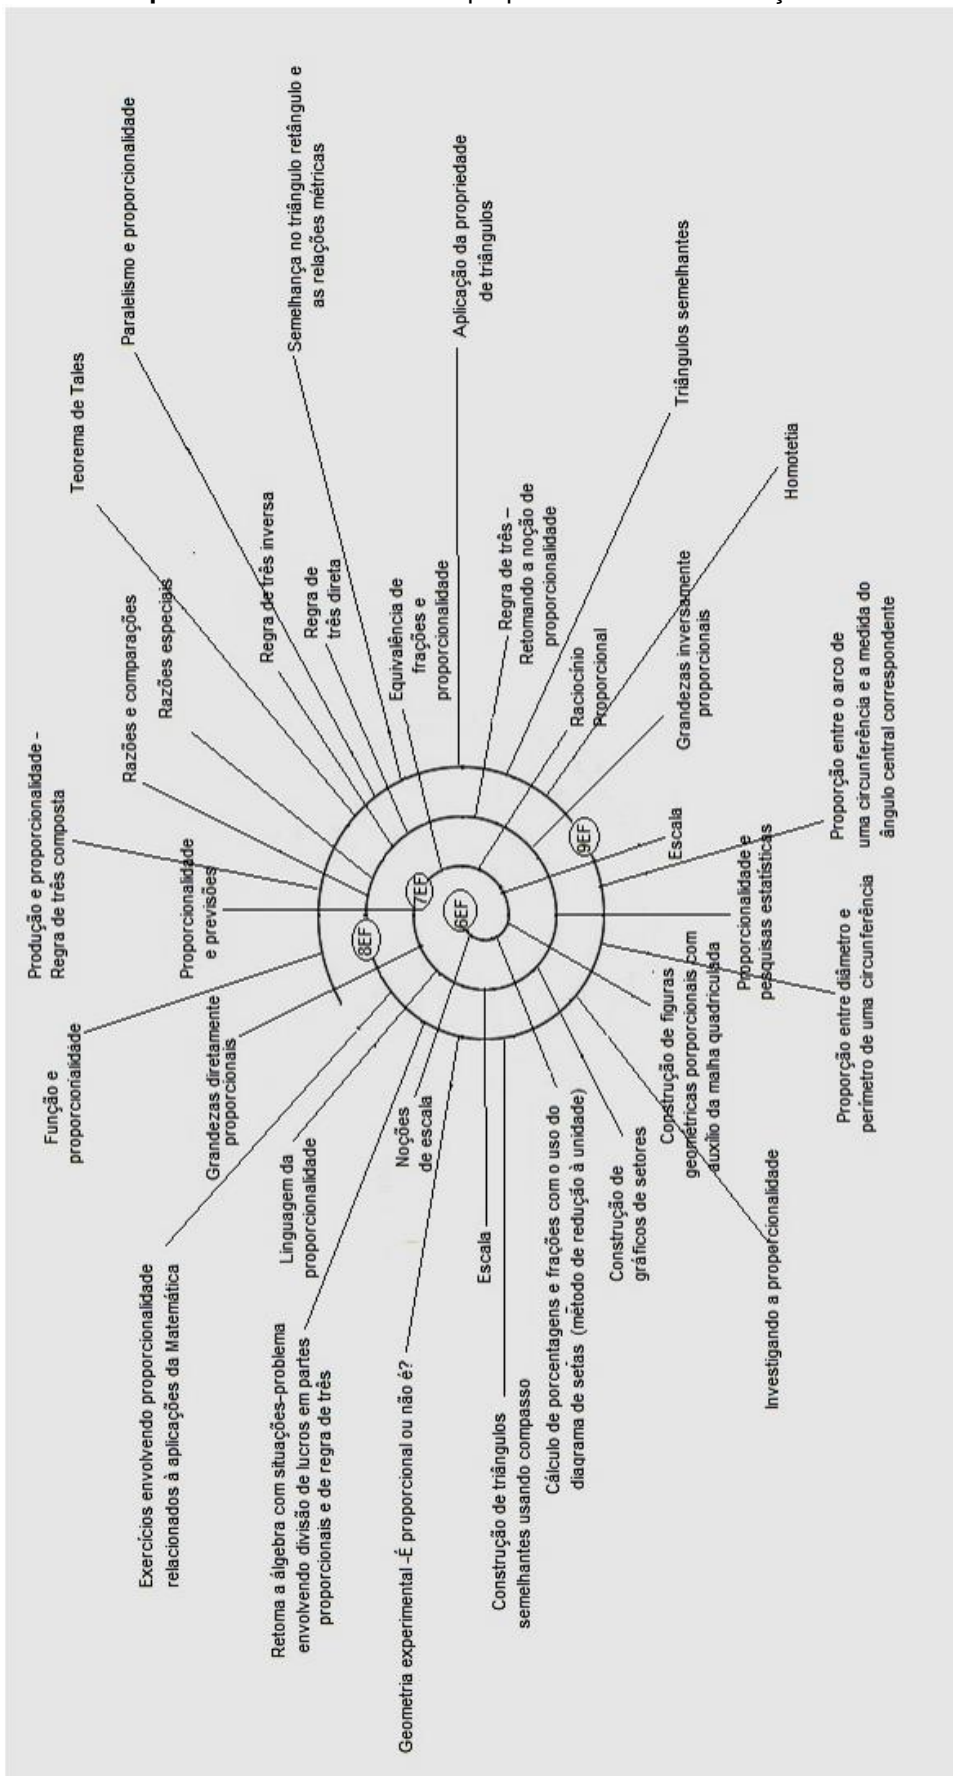 Função e
proporcionalidade
Produção e proporcionalidade –
Regra de três composta
Razões e comparações
Razões especiais
Teorema de Tales
Paralelismo e proporcionalidade
Proporcionalidade
e previsões
Grandezas diretamente
proporcionais
Regra de três inversa
Regra de
três direta
Semelhança no triângulo retângulo e
as relações métricas
Exercícios envolvendo proporcionalidade
relacionados à aplicações da Matemática
Linguagem da
proporcionalidade
Equivalência de
frações e
proporcionalidade
Aplicação da propriedade
de triângulos
Retoma a álgebra com situações-problema
envolvendo divisão de lucros em partes
proporcionais e de regra de três
Noções
de escala
8EF
7EF
6EF
9EF
Regra de três –
Retomando a noção de
proporcionalidade
Geometria experimental -É proporcional ou não é?
Escala
Raciocínio
Proporcional
Triângulos semelhantes
Construção de triângulos
semelhantes usando compasso
Cálculo de porcentagens e frações com o uso do
diagrama de setas (método de redução à unidade)
Construção de
gráficos de setores
Escala
Grandezas inversamente
proporcionais
Homotetia
Construção de figuras
geométricas porporcionais com
auxílio da malha quadriculada
Proporcionalidade e
pesquisas estatísticas
Investigando a proporcionalidade
Proporção entre diâmetro e
perímetro de uma circunferência
Proporção entre o arco de
uma circunferência e a medida do
ângulo central correspondente